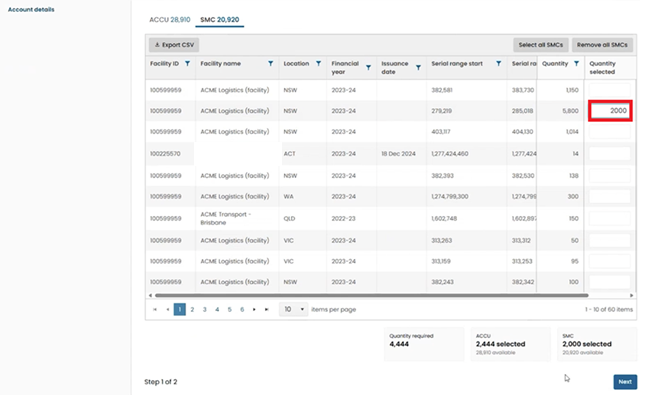 Account details
ACCU 28,910 SMC 20,920
Export CSV Select all SMCs Remove all SMCs
Facility ID Facility name Location Financial year Issuance date Serial range start Serial ra Quantity Quantity selected
100599959 ACME Logistics (facility) NSW 2023-24 382,581 383,730 1,150
100599959 ACME Logistics (facility) NSW 2023-24 279,219 285,018 5,800 2000
100599959 ACME Logistics (facility) NSW 2023-24 403,117 404,130 1,014
100225570 ACT 2023-24 18 Dec 2024 1,277,424,460 1,277,424 14
100599959 ACME Logistics (facility) NSW 2023-24 382,393 382,530 138
100599959 ACME Logistics (facility) WA 2023-24 1,274,799,300 1,274,799 300
100599959 ACME Transport - Brisbane QLD 2022-23 1,602,748 1,602,897 150
100599959 ACME Logistics (facility) VIC 2023-24 313,263 313,312 50
100599959 ACME Logistics (facility) VIC 2023-24 313,159 313,253 95
100599959 ACME Logistics (facility) NSW 2023-24 382,243 382,342 100
1 2 3 4 5 6 10 items per page 1 - 10 of 60 items
Quantity required ACCU SMC
4,444 2,444 selected 2,000 selected
28,910 available 20,920 available
Step 1 of 2 Next